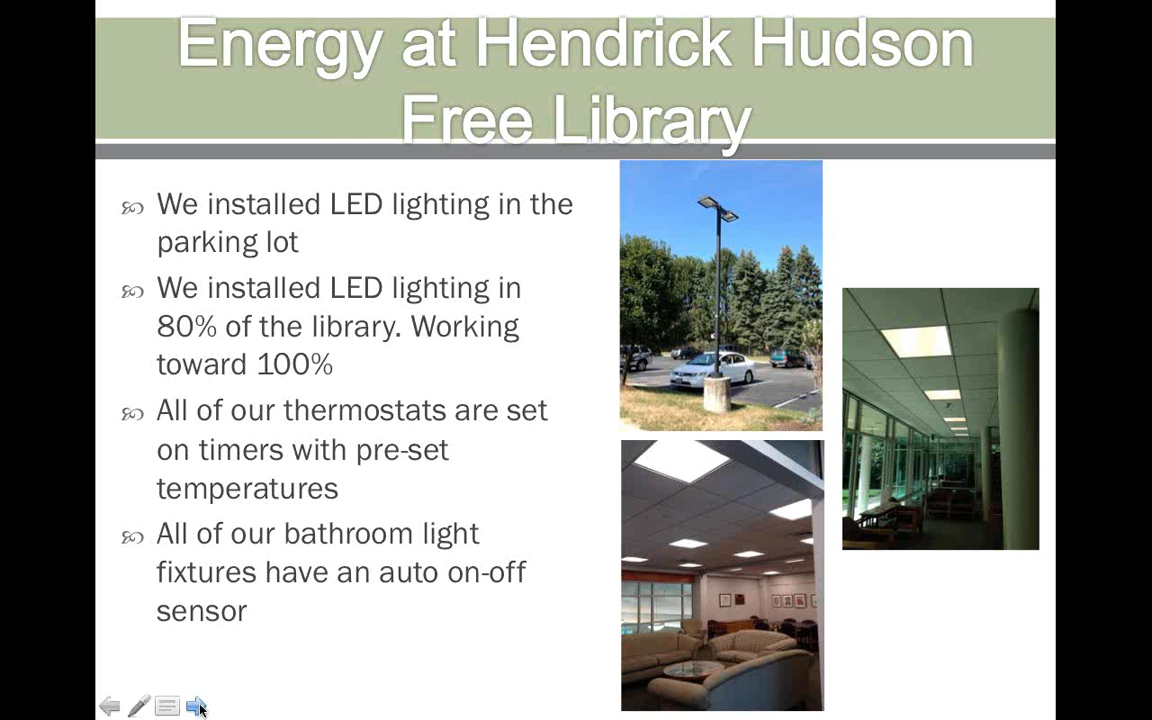 Energy at Hendrick Hudson
Free Library
We installed LED lighting in the
parking lot
We installed LED lighting in
80% of the library. Working
toward 100%
All of our thermostats are set
on timers with pre-set
temperatures
All of our bathroom light
fixtures have an auto on-off
sensor